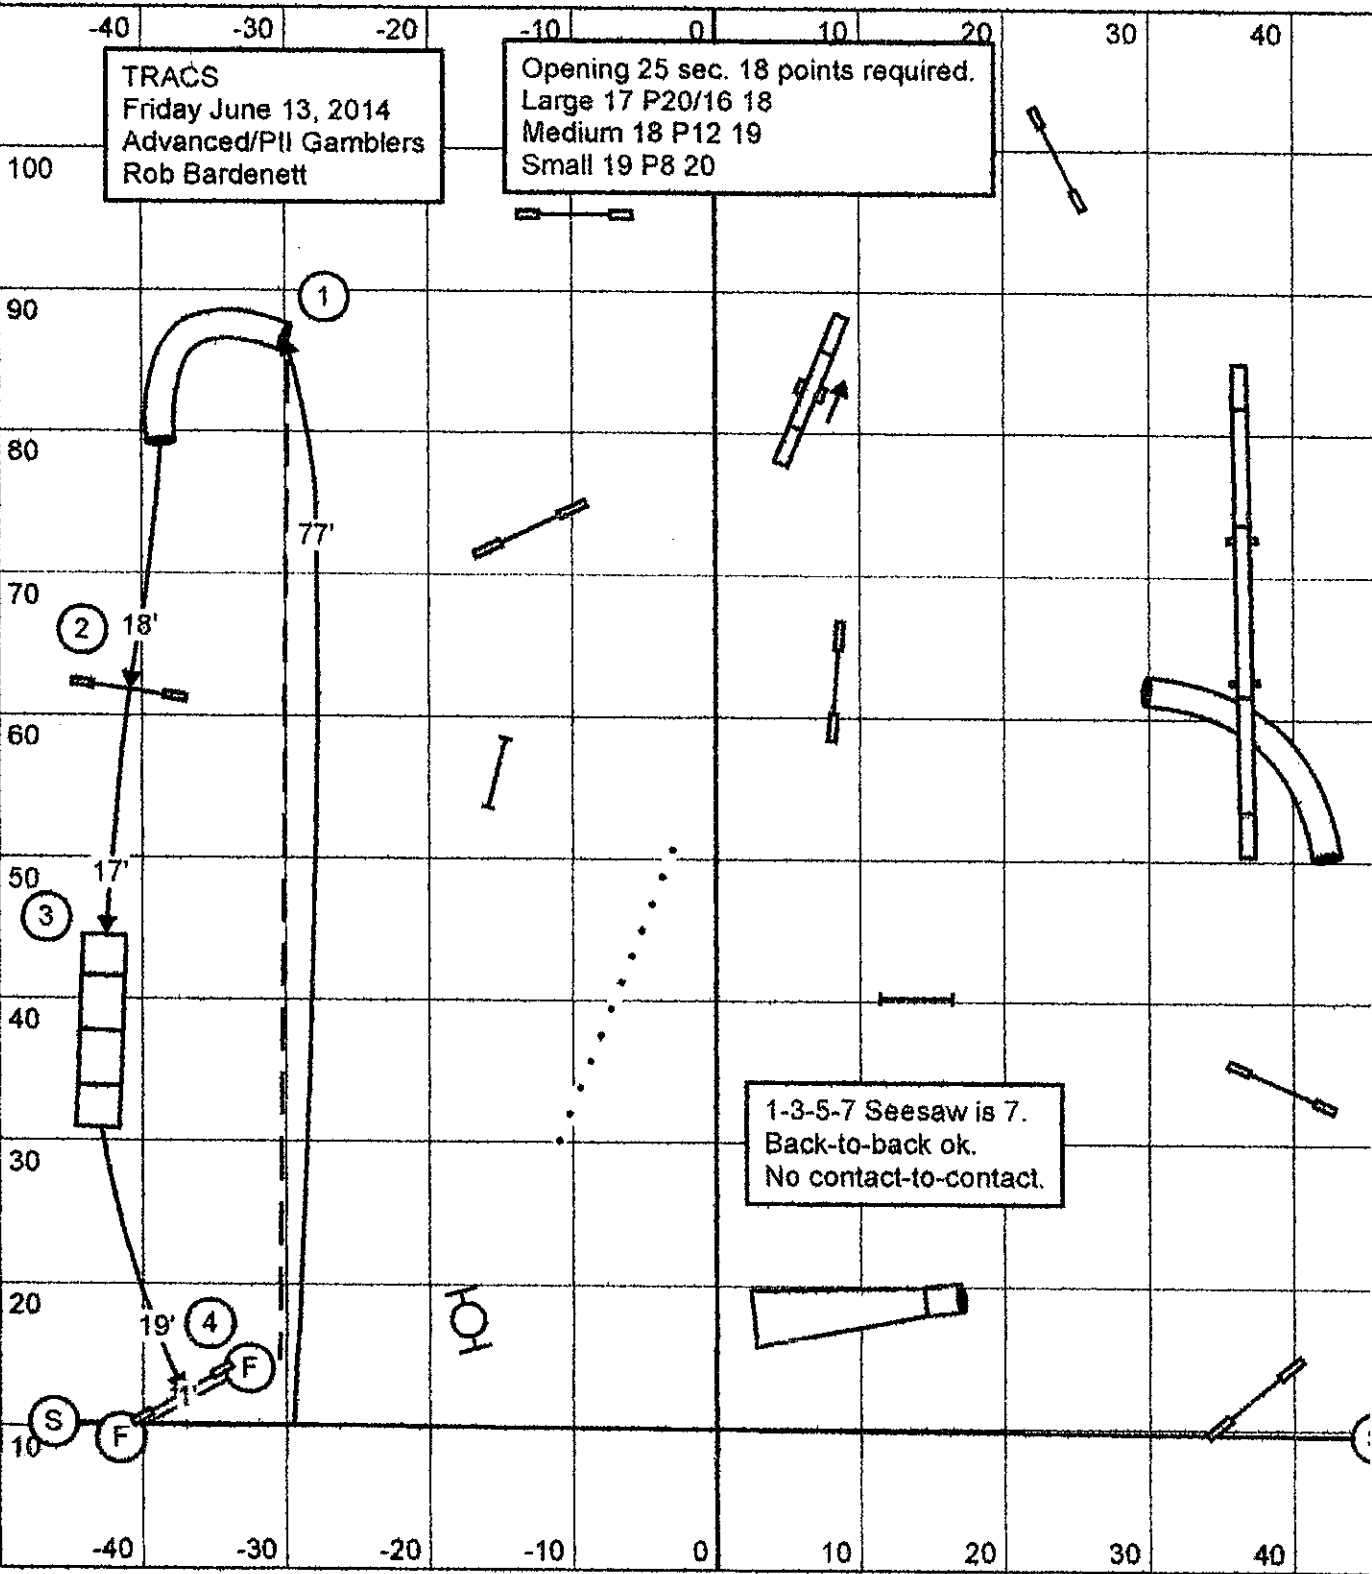 -40 -30 -20 -10 0 10 20 30 40
TRACS
Friday June 13, 2014
Advanced/PII Gamblers
Rob Bardenett
Opening 25 sec. 18 points required.
Large 17 P20/16 18
Medium 18 P12 19
Small 19 P8 20
100
90
1
80
77'
70
2
18'
60
50
17'
3
40
1-3-5-7 Seesaw is 7.
Back-to-back ok.
No contact-to-contact.
30
20
19'
4
F
1'
S
F
10
-40 -30 -20 -10 0 10 20 30 40